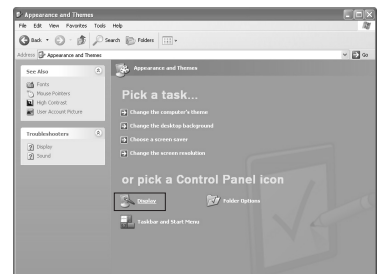 Appearance and Themes
File Edit View Favorites Tools Help
Back Search Folders
Address Appearance and Themes Go
See Also
Fonts
Mouse Pointers
High Contrast
User Account Picture
Troubleshooters
Display
Sound
Appearance and Themes
Pick a task...
Change the computer's theme
Change the desktop background
Choose a screen saver
Change the screen resolution
or pick a Control Panel icon
Display Folder Options
Taskbar and Start Menu